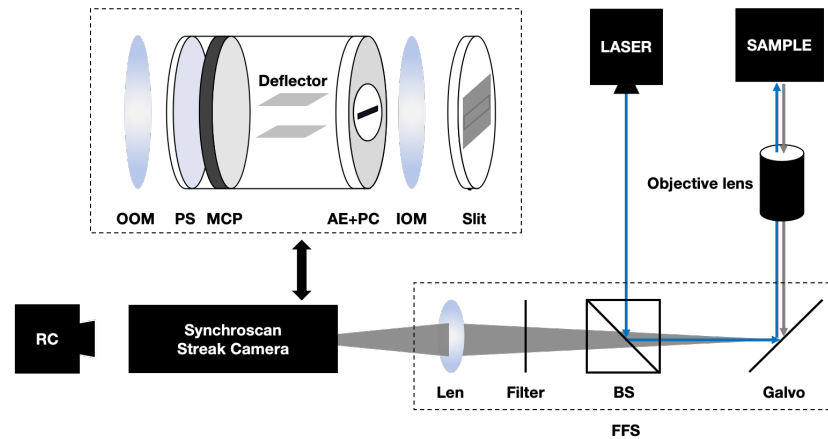 LASER
SAMPLE
Deflector
Objective lens
OOM
PS
MCP
AE+PC
IOM
Slit
RC
Synchroscan
Streak Camera
Len
Filter
BS
Galvo
FFS